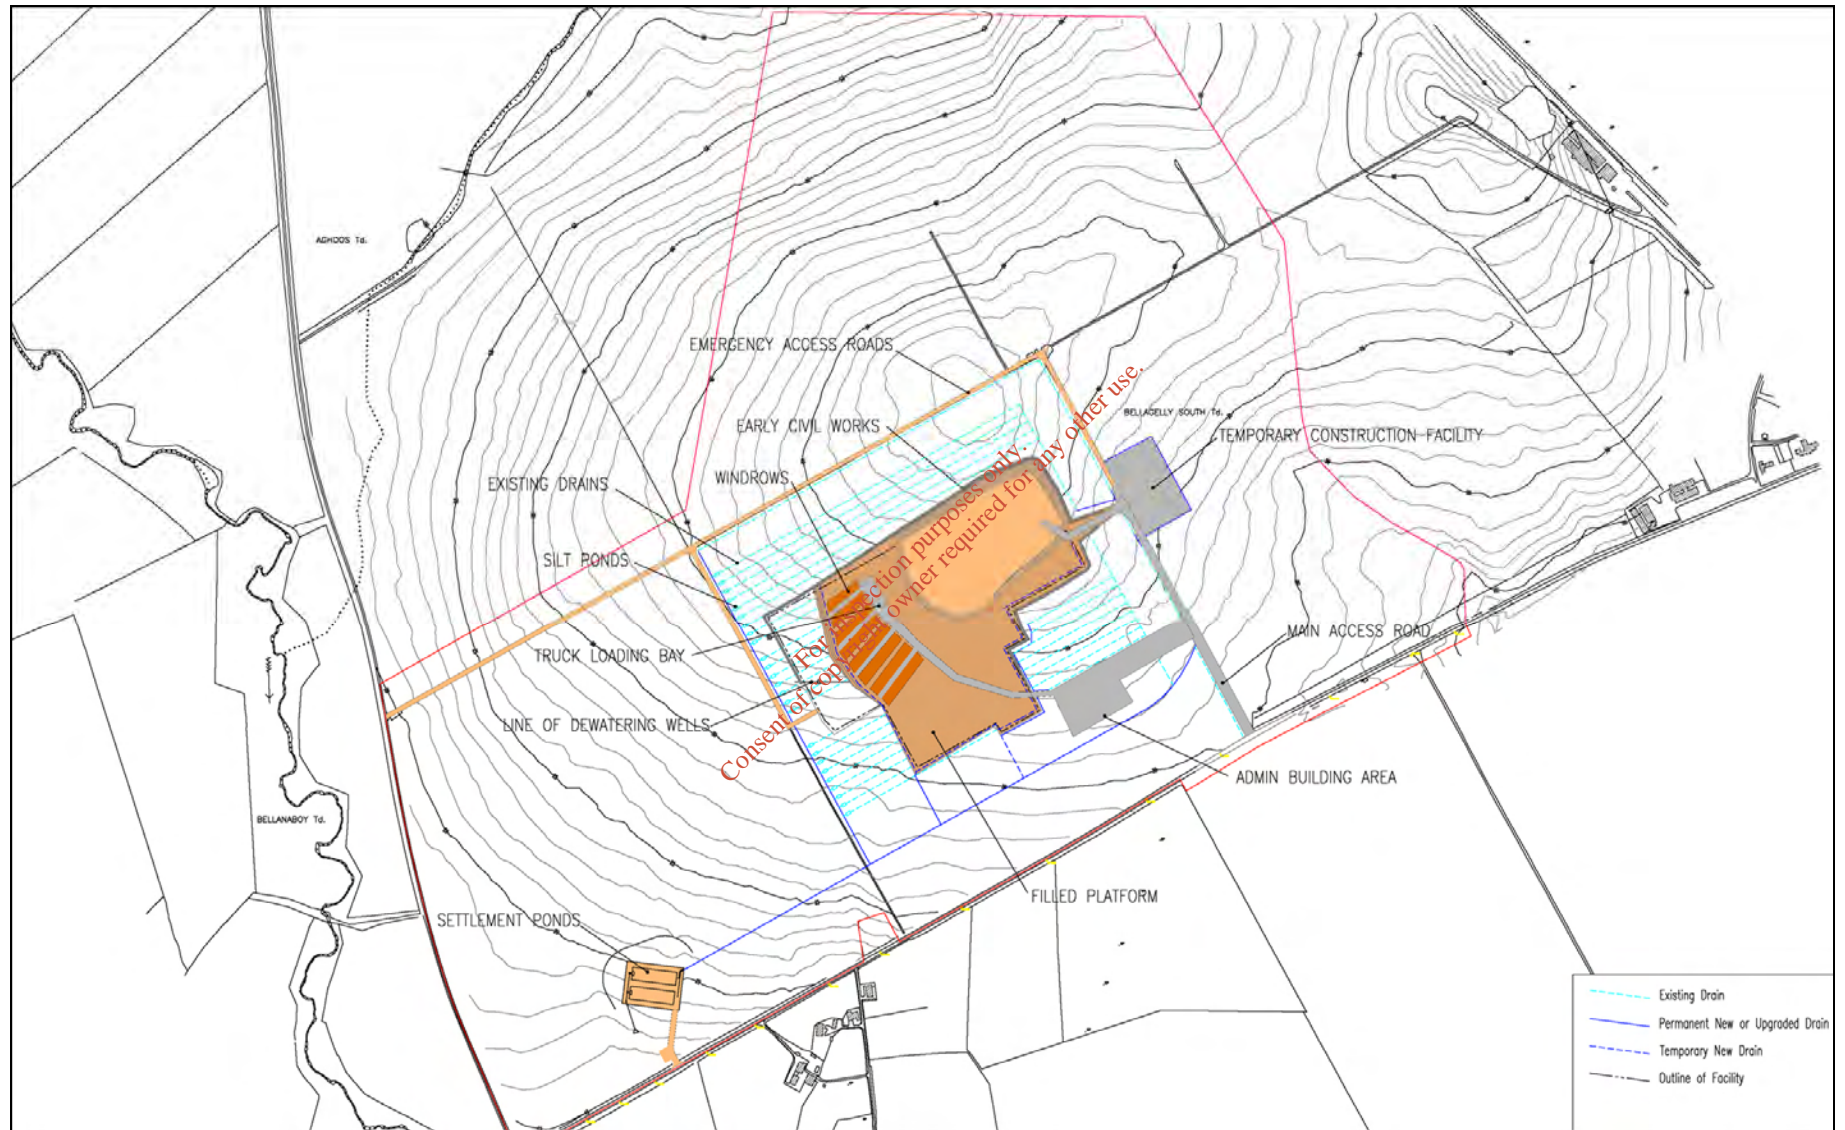 AGHOOS Td.
EMERGENCY ACCESS ROADS
BELLAGELLY SOUTH Td.
EARLY CIVIL WORKS
TEMPORARY CONSTRUCTION FACILITY
WINDROWS
EXISTING DRAINS
SILT PONDS
MAIN ACCESS ROAD
TRUCK LOADING BAY
LINE OF DEWATERING WELLS
ADMIN BUILDING AREA
BELLANABOY Td.
FILLED PLATFORM
SETTLEMENT PONDS
For inspection purposes only.
Consent of copyright owner required for any other use.
Existing Drain
Permanent New or Upgraded Drain
Temporary New Drain
Outline of Facility